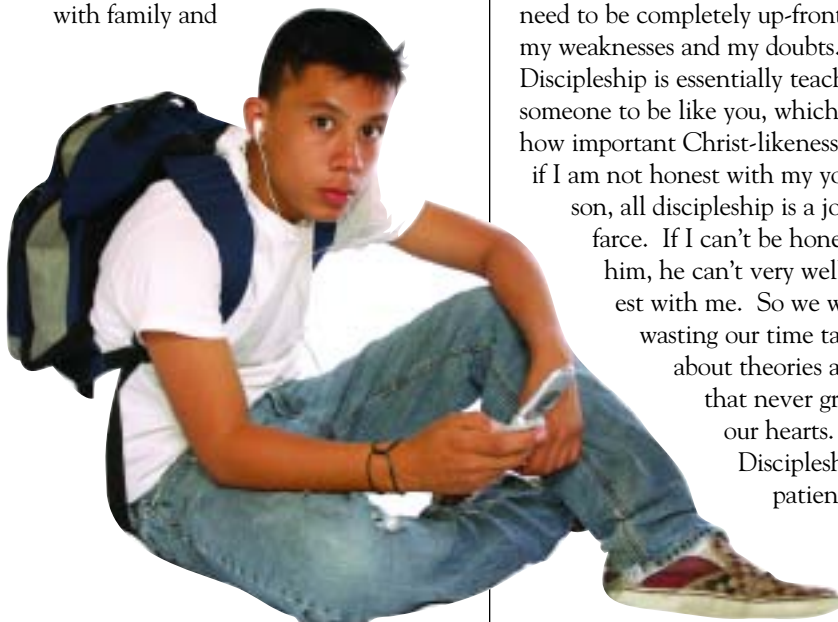 with family and
need to be completely up-front
my weaknesses and my doubts.
Discipleship is essentially teach
someone to be like you, which
how important Christ-likeness
if I am not honest with my yo
son, all discipleship is a jo
farce.  If I can't be hone
him, he can't very wel
est with me.  So we w
wasting our time ta
about theories a
that never gr
our hearts.
Disciplesh
patien